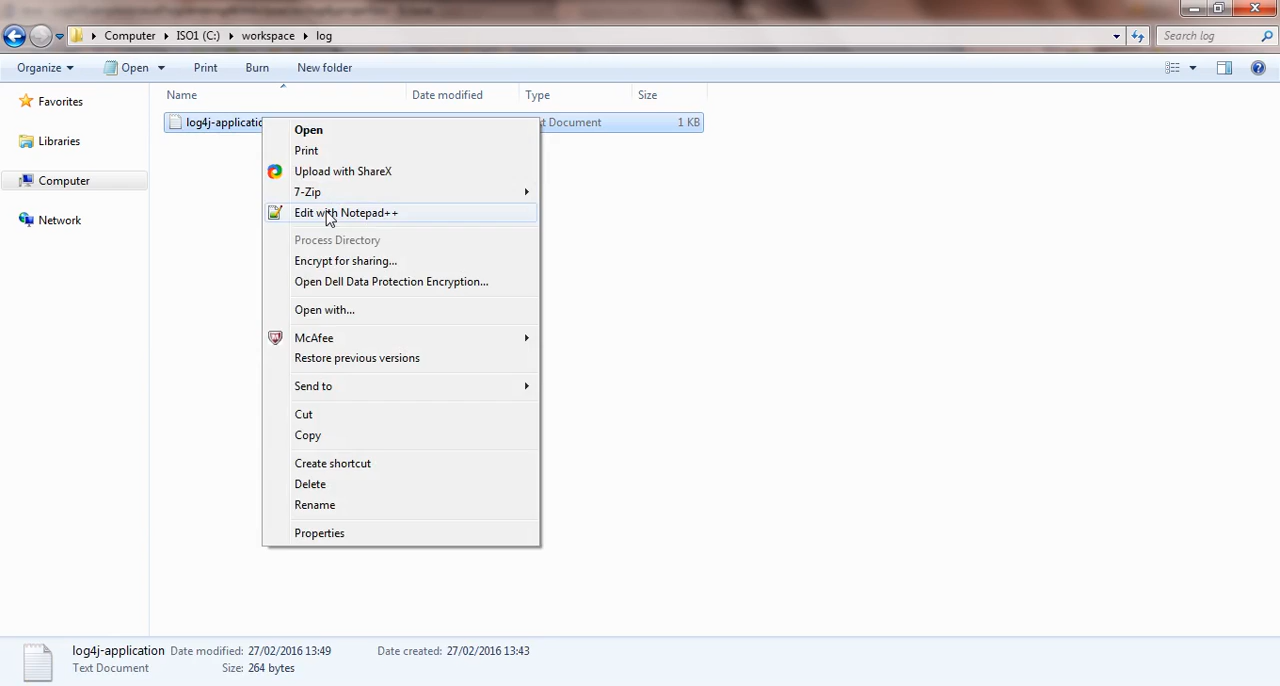 Computer ▸ ISO1 (C:) ▸ workspace ▸ log
Search log
Organize Open Print Burn New folder
Favorites
Libraries
Computer
Network
Name Date modified Type Size
log4j-applicatio t Document 1 KB
Open
Print
Upload with ShareX
7-Zip
Edit with Notepad++
Process Directory
Encrypt for sharing...
Open Dell Data Protection Encryption...
Open with...
McAfee
Restore previous versions
Send to
Cut
Copy
Create shortcut
Delete
Rename
Properties
log4j-application Date modified: 27/02/2016 13:49 Date created: 27/02/2016 13:43
Text Document Size: 264 bytes